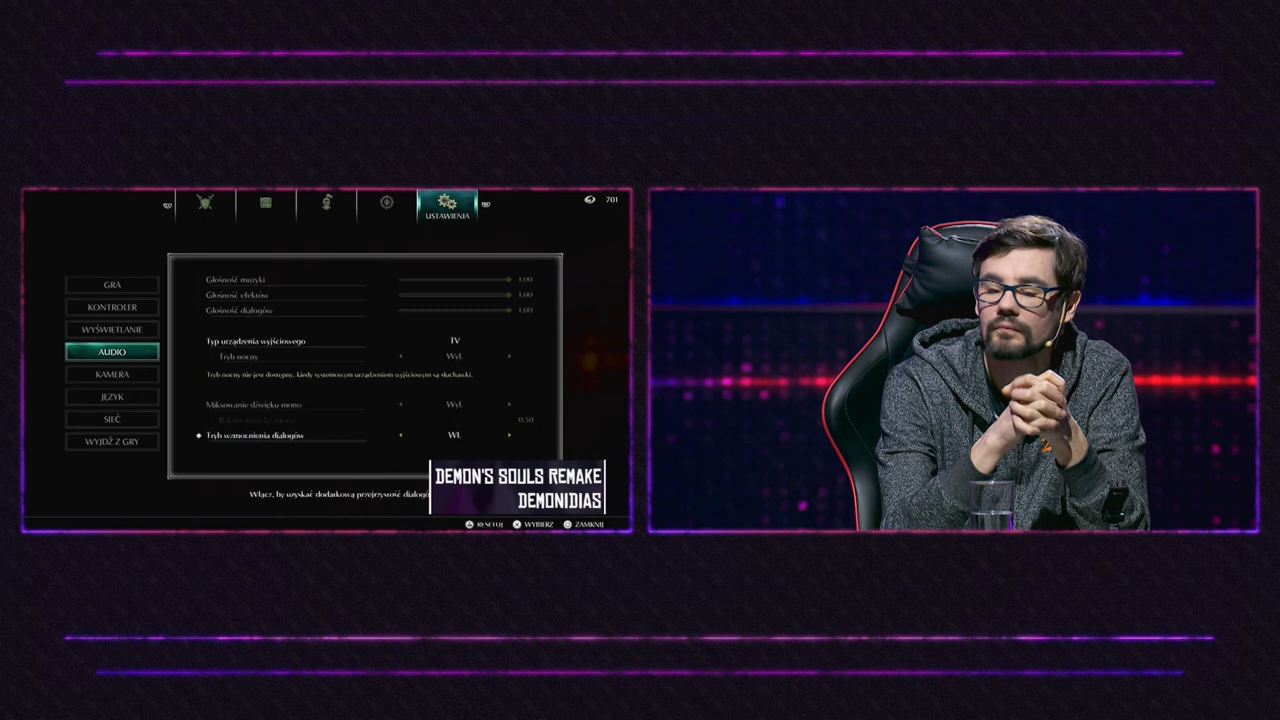 USTAWIENIA
701
GRA
KONTROLER
WYŚWIETLANIE
AUDIO
KAMERA
JĘZYK
SIEĆ
WYJDŹ Z GRY
Głośność muzyki 1.00
Głośność efektów 1.00
Głośność dialogów 1.00
Typ urządzenia wyjściowego TV
Tryb nocny Wył.
Tryb nocny nie jest dostępny, kiedy systemowym urządzeniem wyjściowym są słuchawki.
Miksowanie dźwięku mono Wył.
Balans dźwięku mono 0.50
Tryb wzmocnienia dialogów Wł.
Włącz, by uzyskać dodatkową przejrzystość
DEMON'S SOULS REMAKE
DEMONIDIAS
RESETUJ WYBIERZ ZAMKNIJ